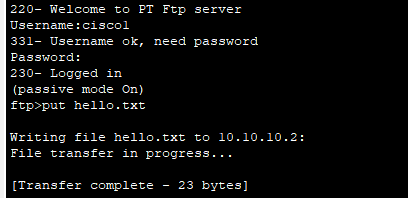 220- Welcome to PT Ftp server
Username:cisco1
331- Username ok, need password
Password:
230- Logged in
(passive mode On)
ftp>put hello.txt
Writing file hello.txt to 10.10.10.2:
File transfer in progress...
[Transfer complete - 23 bytes]